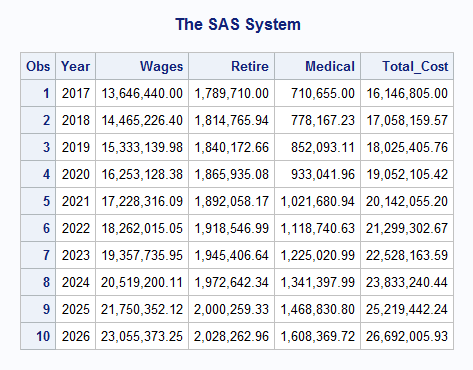 The SAS System
Obs Year Wages Retire Medical Total_Cost
1 2017 13,646,440.00 1,789,710.00 710,655.00 16,146,805.00
2 2018 14,465,226.40 1,814,765.94 778,167.23 17,058,159.57
3 2019 15,333,139.98 1,840,172.66 852,093.11 18,025,405.76
4 2020 16,253,128.38 1,865,935.08 933,041.96 19,052,105.42
5 2021 17,228,316.09 1,892,058.17 1,021,680.94 20,142,055.20
6 2022 18,262,015.05 1,918,546.99 1,118,740.63 21,299,302.67
7 2023 19,357,735.95 1,945,406.64 1,225,020.99 22,528,163.59
8 2024 20,519,200.11 1,972,642.34 1,341,397.99 23,833,240.44
9 2025 21,750,352.12 2,000,259.33 1,468,830.80 25,219,442.24
10 2026 23,055,373.25 2,028,262.96 1,608,369.72 26,692,005.93